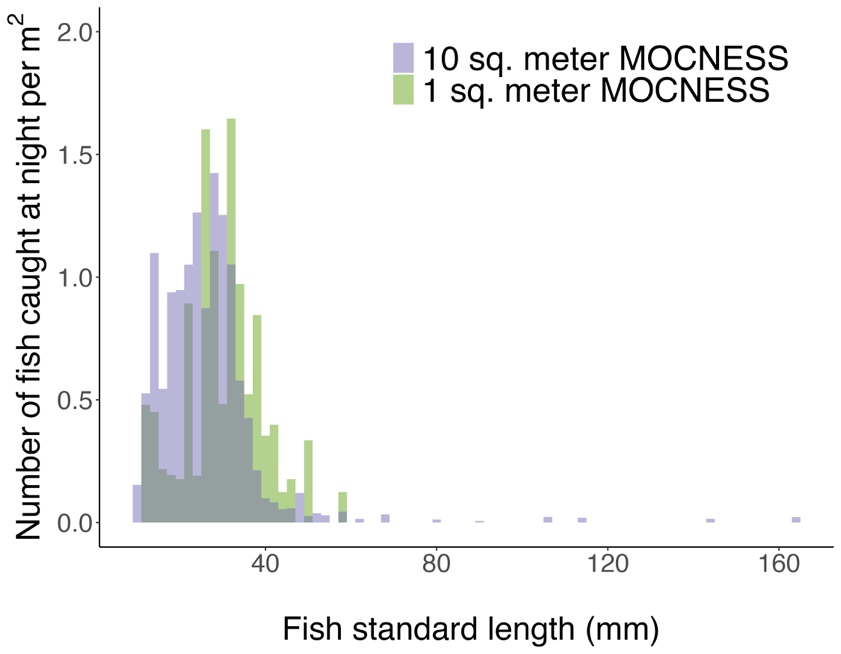 Number of fish caught at night per m²
2.0
1.5
1.0
0.5
0.0
10 sq. meter MOCNESS
1 sq. meter MOCNESS
40 80 120 160
Fish standard length (mm)